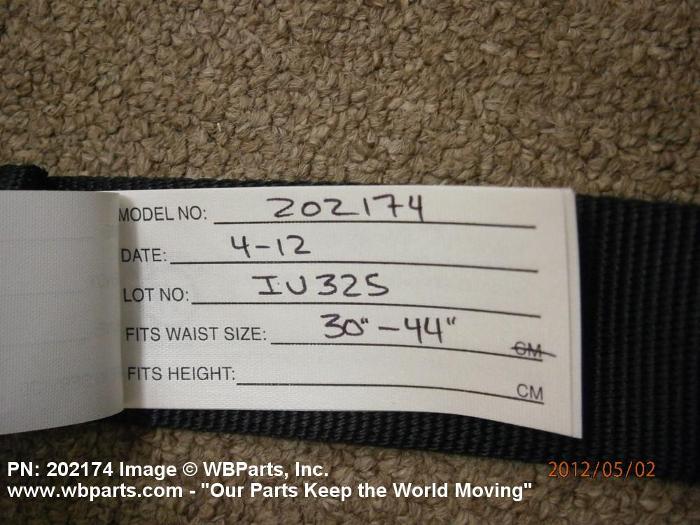 MODEL NO: 202174
DATE: 4-12
LOT NO: IU325
FITS WAIST SIZE: 30"-44" CM
FITS HEIGHT: CM
PN: 202174 Image © WBParts, Inc.
2012/05/02
www.wbparts.com - "Our Parts Keep the World Moving"